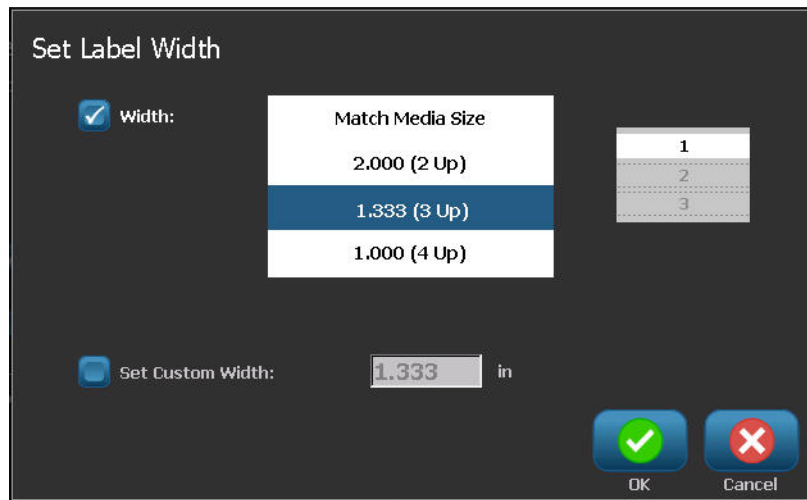 Set Label Width
Width:
Match Media Size
2.000 (2 Up)
1.333 (3 Up)
1.000 (4 Up)
1
2
3
Set Custom Width:
1.333 in
OK
Cancel